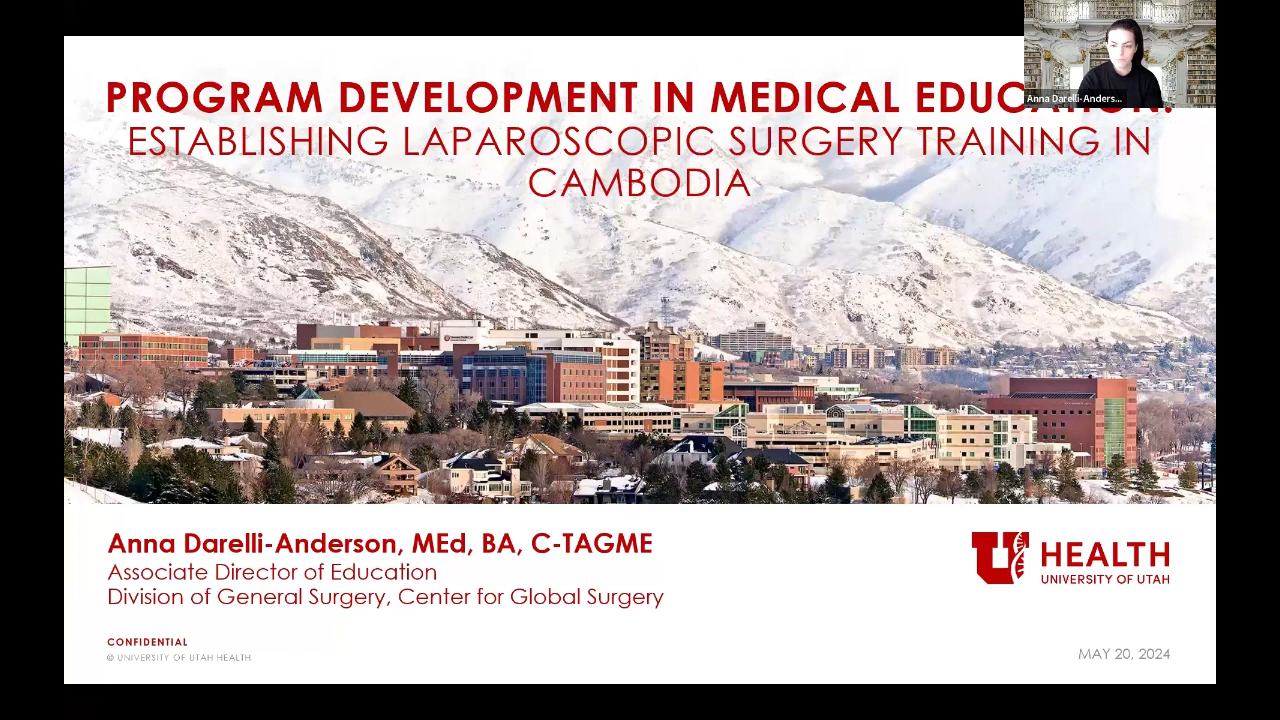 PROGRAM DEVELOPMENT IN MEDICAL
ESTABLISHING LAPAROSCOPIC SURGERY TRAINING IN
CAMBODIA
Anna Darelli-Anders...
Anna Darelli-Anderson, MEd, BA, C-TAGME
Associate Director of Education
Division of General Surgery, Center for Global Surgery
U HEALTH
UNIVERSITY OF UTAH
CONFIDENTIAL
© UNIVERSITY OF UTAH HEALTH
MAY 20, 2024